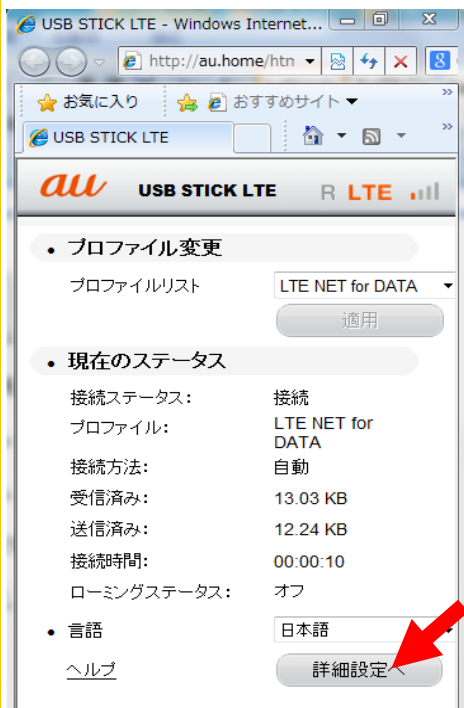 USB STICK LTE - Windows Internet...
http://au.home/htn
お気に入り おすすめサイト
USB STICK LTE
au USB STICK LTE R LTE
• プロファイル変更
プロファイルリスト LTE NET for DATA
適用
• 現在のステータス
接続ステータス: 接続
プロファイル: LTE NET for
DATA
接続方法: 自動
受信済み: 13.03 KB
送信済み: 12.24 KB
接続時間: 00:00:10
ローミングステータス: オフ
• 言語 日本語
ヘルプ 詳細設定へ